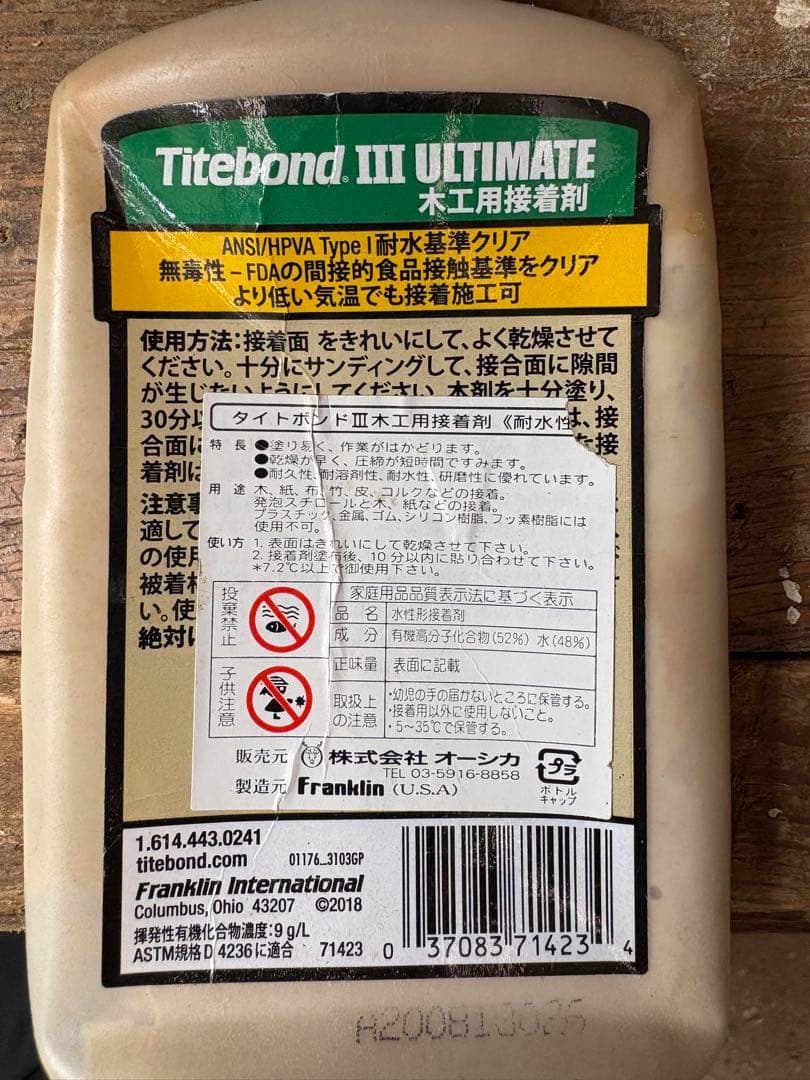 Titebond® III ULTIMATE
木工用接着剤
ANSI/HPVA Type I 耐水基準クリア
無毒性－FDAの間接的食品接触基準をクリア
より低い気温でも接着施工可
使用方法：接着面 をきれいにして、よく乾燥させて
ください。十分にサンディングして、接合面に隙間
が生じないようにしてください。本剤を十分塗り、
30分以
は、接
合面に
を接
着剤は
注意事
適して
の使用
被着材
い。使
絶対に
タイトボンドⅢ木工用接着剤《耐水性
特 長 ●塗り易く、作業がはかどります。
●乾燥が早く、圧締が短時間ですみます。
●耐久性、耐溶剤性、耐水性、研磨性に優れています。
用 途 木、紙、布、竹、皮、コルクなどの接着。
発泡スチロールと木、紙などの接着。
プラスチック、金属、ゴム、シリコン樹脂、フッ素樹脂には
使用不可。
使い方 1. 表面はきれいにして乾燥させて下さい。
2. 接着剤塗布後、10分以内に貼り合わせて下さい。
*7.2℃以上で御使用下さい。
投棄禁止
家庭用品品質表示法に基づく表示
品 名 水性形接着剤
成 分 有機高分子化合物(52%) 水(48%)
正味量 表面に記載
子供注意
取扱上の注意
・幼児の手の届かないところに保管する。
・接着用以外に使用しないこと。
・5～35℃で保管する。
販売元 株式会社 オーシカ
TEL 03-5916-8858
製造元 Franklin (U.S.A)
プラ
ボトル
キャップ
1.614.443.0241
titebond.com 01176_3103GP
Franklin International
Columbus, Ohio 43207 ©2018
揮発性有機化合物濃度：9 g/L
ASTM規格 D 4236に適合 71423
0 37083 71423 4